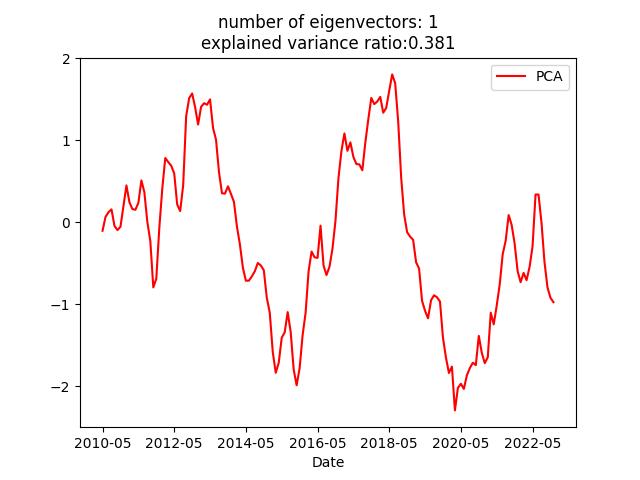 number of eigenvectors: 1
explained variance ratio:0.381
PCA
2
1
0
−1
−2
2010-05 2012-05 2014-05 2016-05 2018-05 2020-05 2022-05
Date